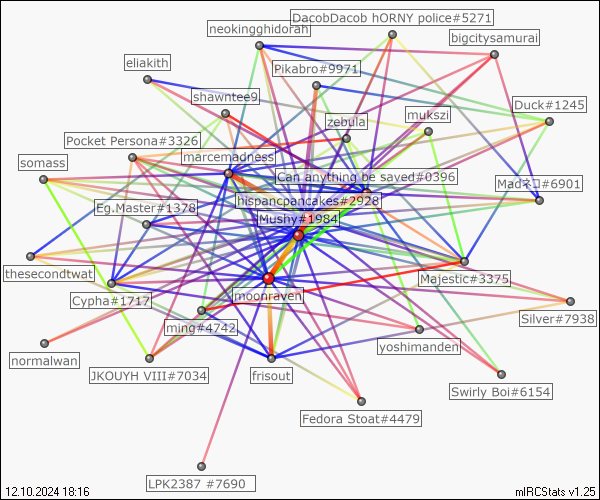 DacobDacob hORNY police#5271
neokingghidorah
bigcitysamurai
eliakith
Pikabro#9971
shawntee9
Duck#1245
mukszi
zebula
Pocket Persona#3326
marcemadness
somass
Can anything be saved#0396
Madネコ#6901
hispancpancakes#2928
Eg.Master#1378
Mushy#1984
thesecondtwat
Majestic#3375
Cypha#1717
moonraven
Silver#7938
ming#4742
yoshimanden
normalwan
JKOUYH VIII#7034
frisout
Swirly Boi#6154
Fedora Stoat#4479
LPK2387 #7690
12.10.2024 18:16
mIRCStats v1.25